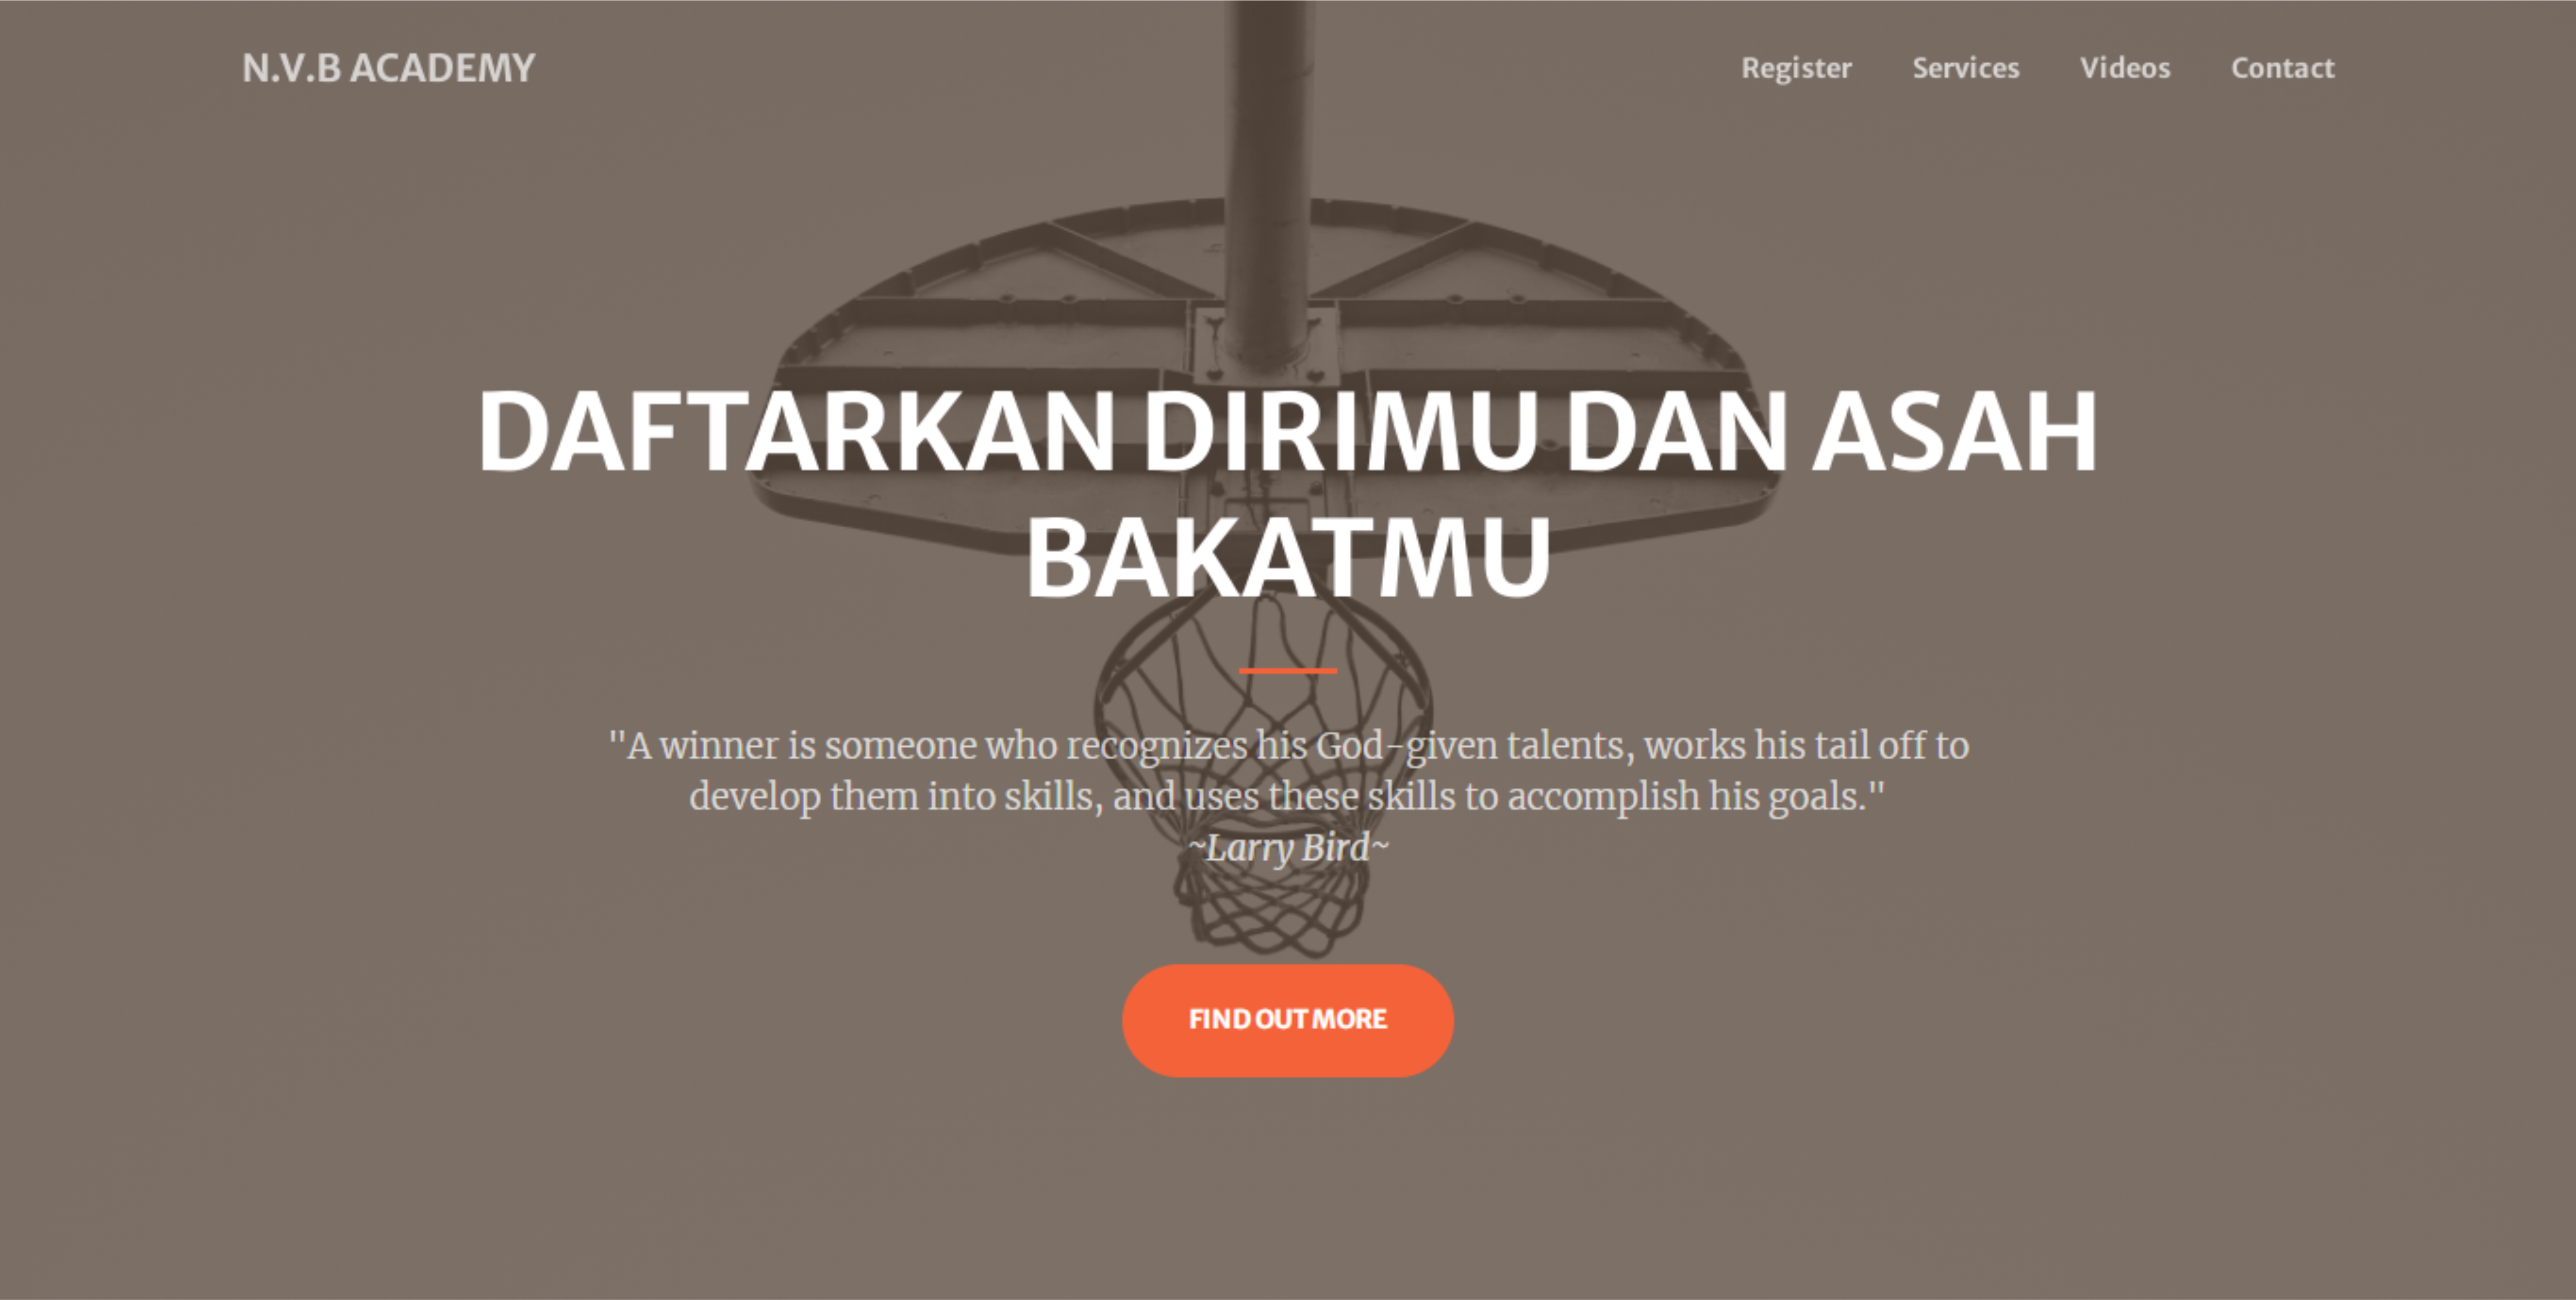 N.V.B ACADEMY
Register Services Videos Contact
DAFTARKAN DIRIMU DAN ASAH
BAKATMU
"A winner is someone who recognizes his God-given talents, works his tail off to
develop them into skills, and uses these skills to accomplish his goals."
~Larry Bird~
FIND OUT MORE